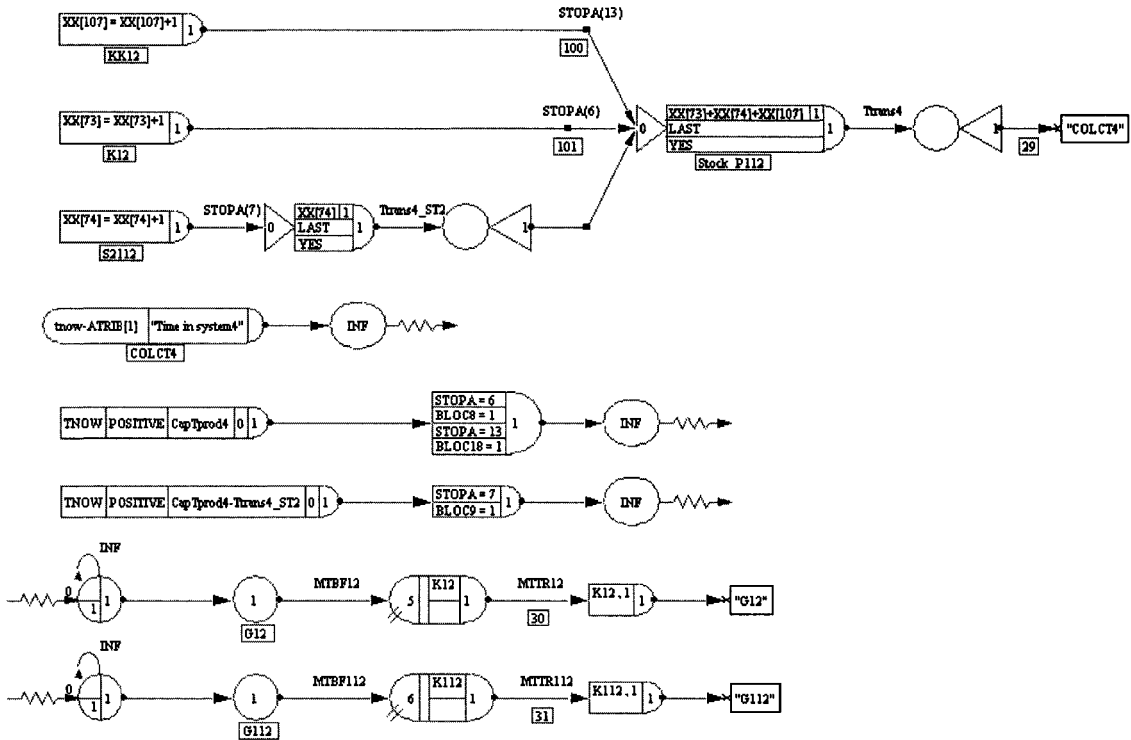 STOPA(13)
XX[107] = XX[107]+1 1
KK12
100
XX[73] = XX[73]+1 1
K12
STOPA(6)
101
0
XX[73]+XX[74]+XX[107] 1
LAST 1
YES
Stock_P112
Ttrans4
1
29
"COLCT4"
XX[74] = XX[74]+1 1
S2112
STOPA(7)
0
XX[74] 1
LAST 1
YES
Ttrans4_ST2
1
tnow-ATRIB[1] "Time in system4"
COLCT4
INF
TNOW POSITIVE CapTprod4 0 1
STOPA = 6
BLOC8 = 1
STOPA = 13
BLOC18 = 1
1
INF
TNOW POSITIVE CapTprod4-Ttrans4_ST2 0 1
STOPA = 7
BLOC9 = 1
1
INF
INF
0
1 1
1
G12
MTBF12
5 K12 1
MTTR12
30
K12,1 1
"G12"
INF
0
1 1
1
G112
MTBF112
6 K112 1
MTTR112
31
K112,1 1
"G112"